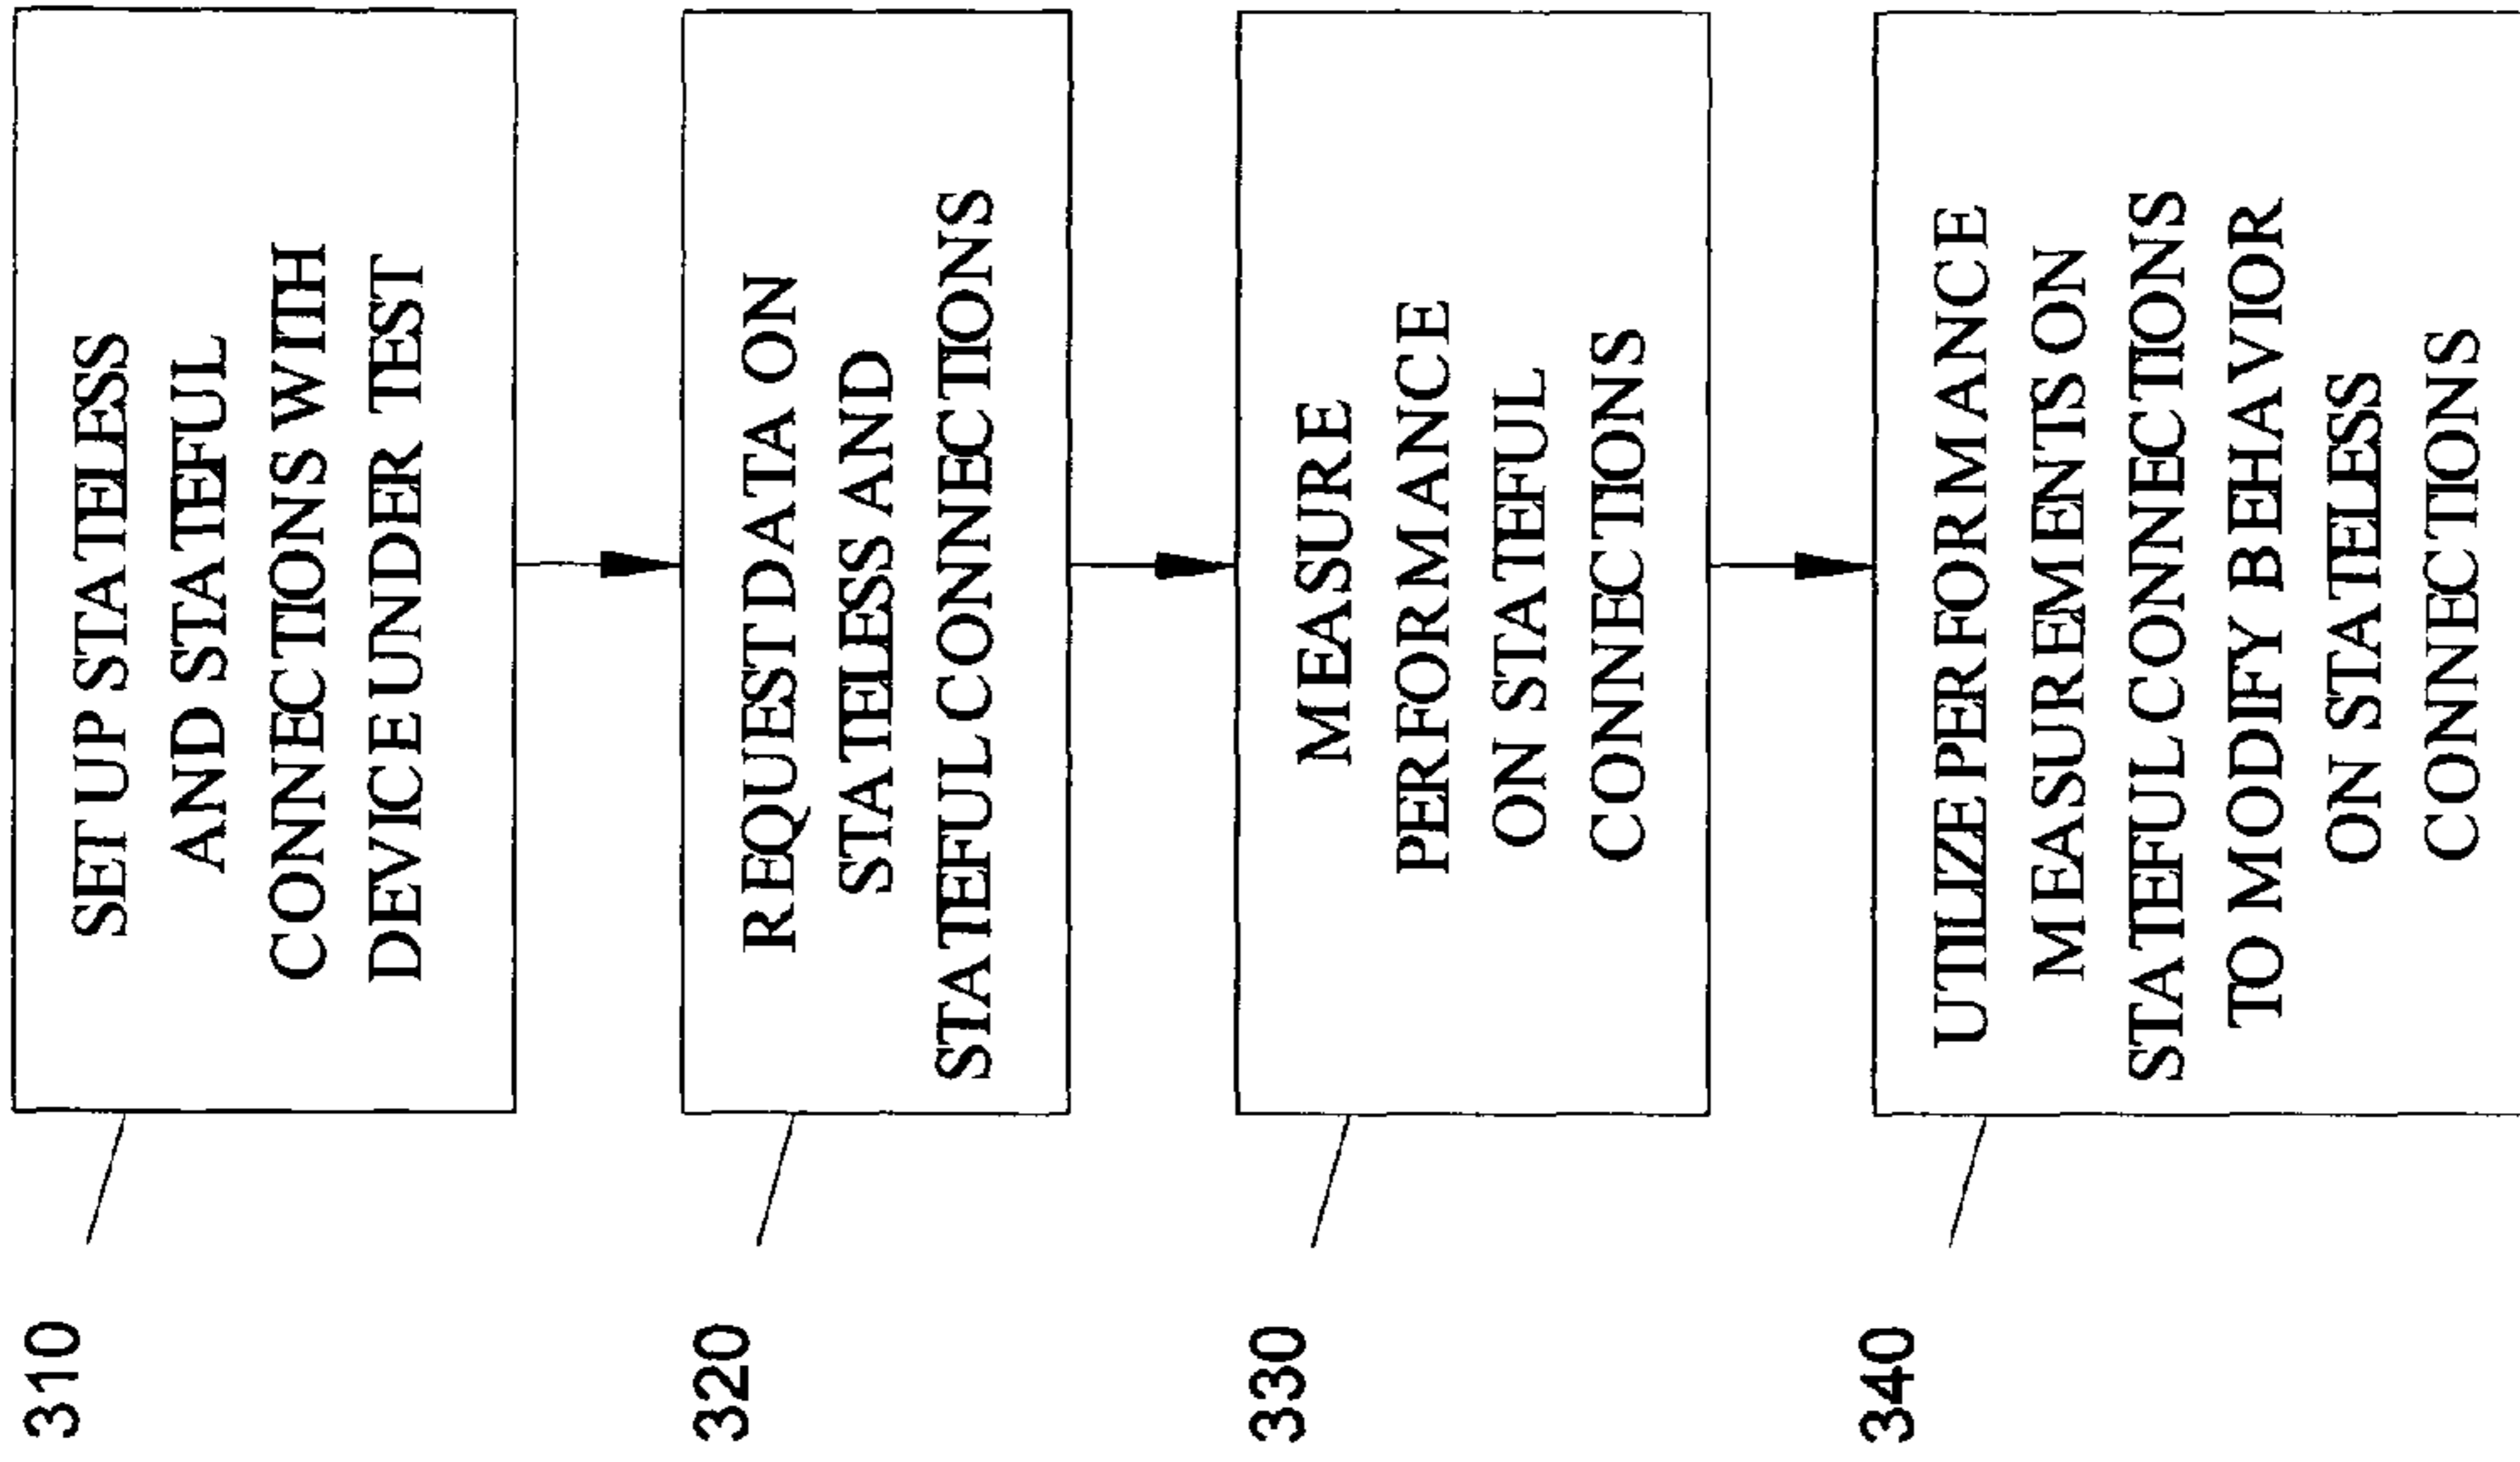 310
SET UP STATELESS
AND STATEFUL
CONNECTIONS WITH
DEVICE UNDER TEST
320
REQUEST DATA ON
STATELESS AND
STATEFUL CONNECTIONS
330
MEASURE
PERFORMANCE
ON STATEFUL
CONNECTIONS
340
UTILIZE PERFORMANCE
MEASUREMENTS ON
STATEFUL CONNECTIONS
TO MODIFY BEHAVIOR
ON STATELESS
CONNECTIONS